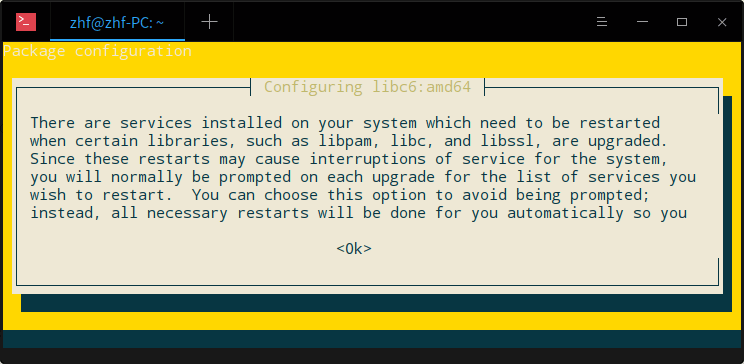 zhf@zhf-PC: ~
Package configuration
Configuring libc6:amd64
There are services installed on your system which need to be restarted
when certain libraries, such as libpam, libc, and libssl, are upgraded.
Since these restarts may cause interruptions of service for the system,
you will normally be prompted on each upgrade for the list of services you
wish to restart.  You can choose this option to avoid being prompted;
instead, all necessary restarts will be done for you automatically so you
<Ok>